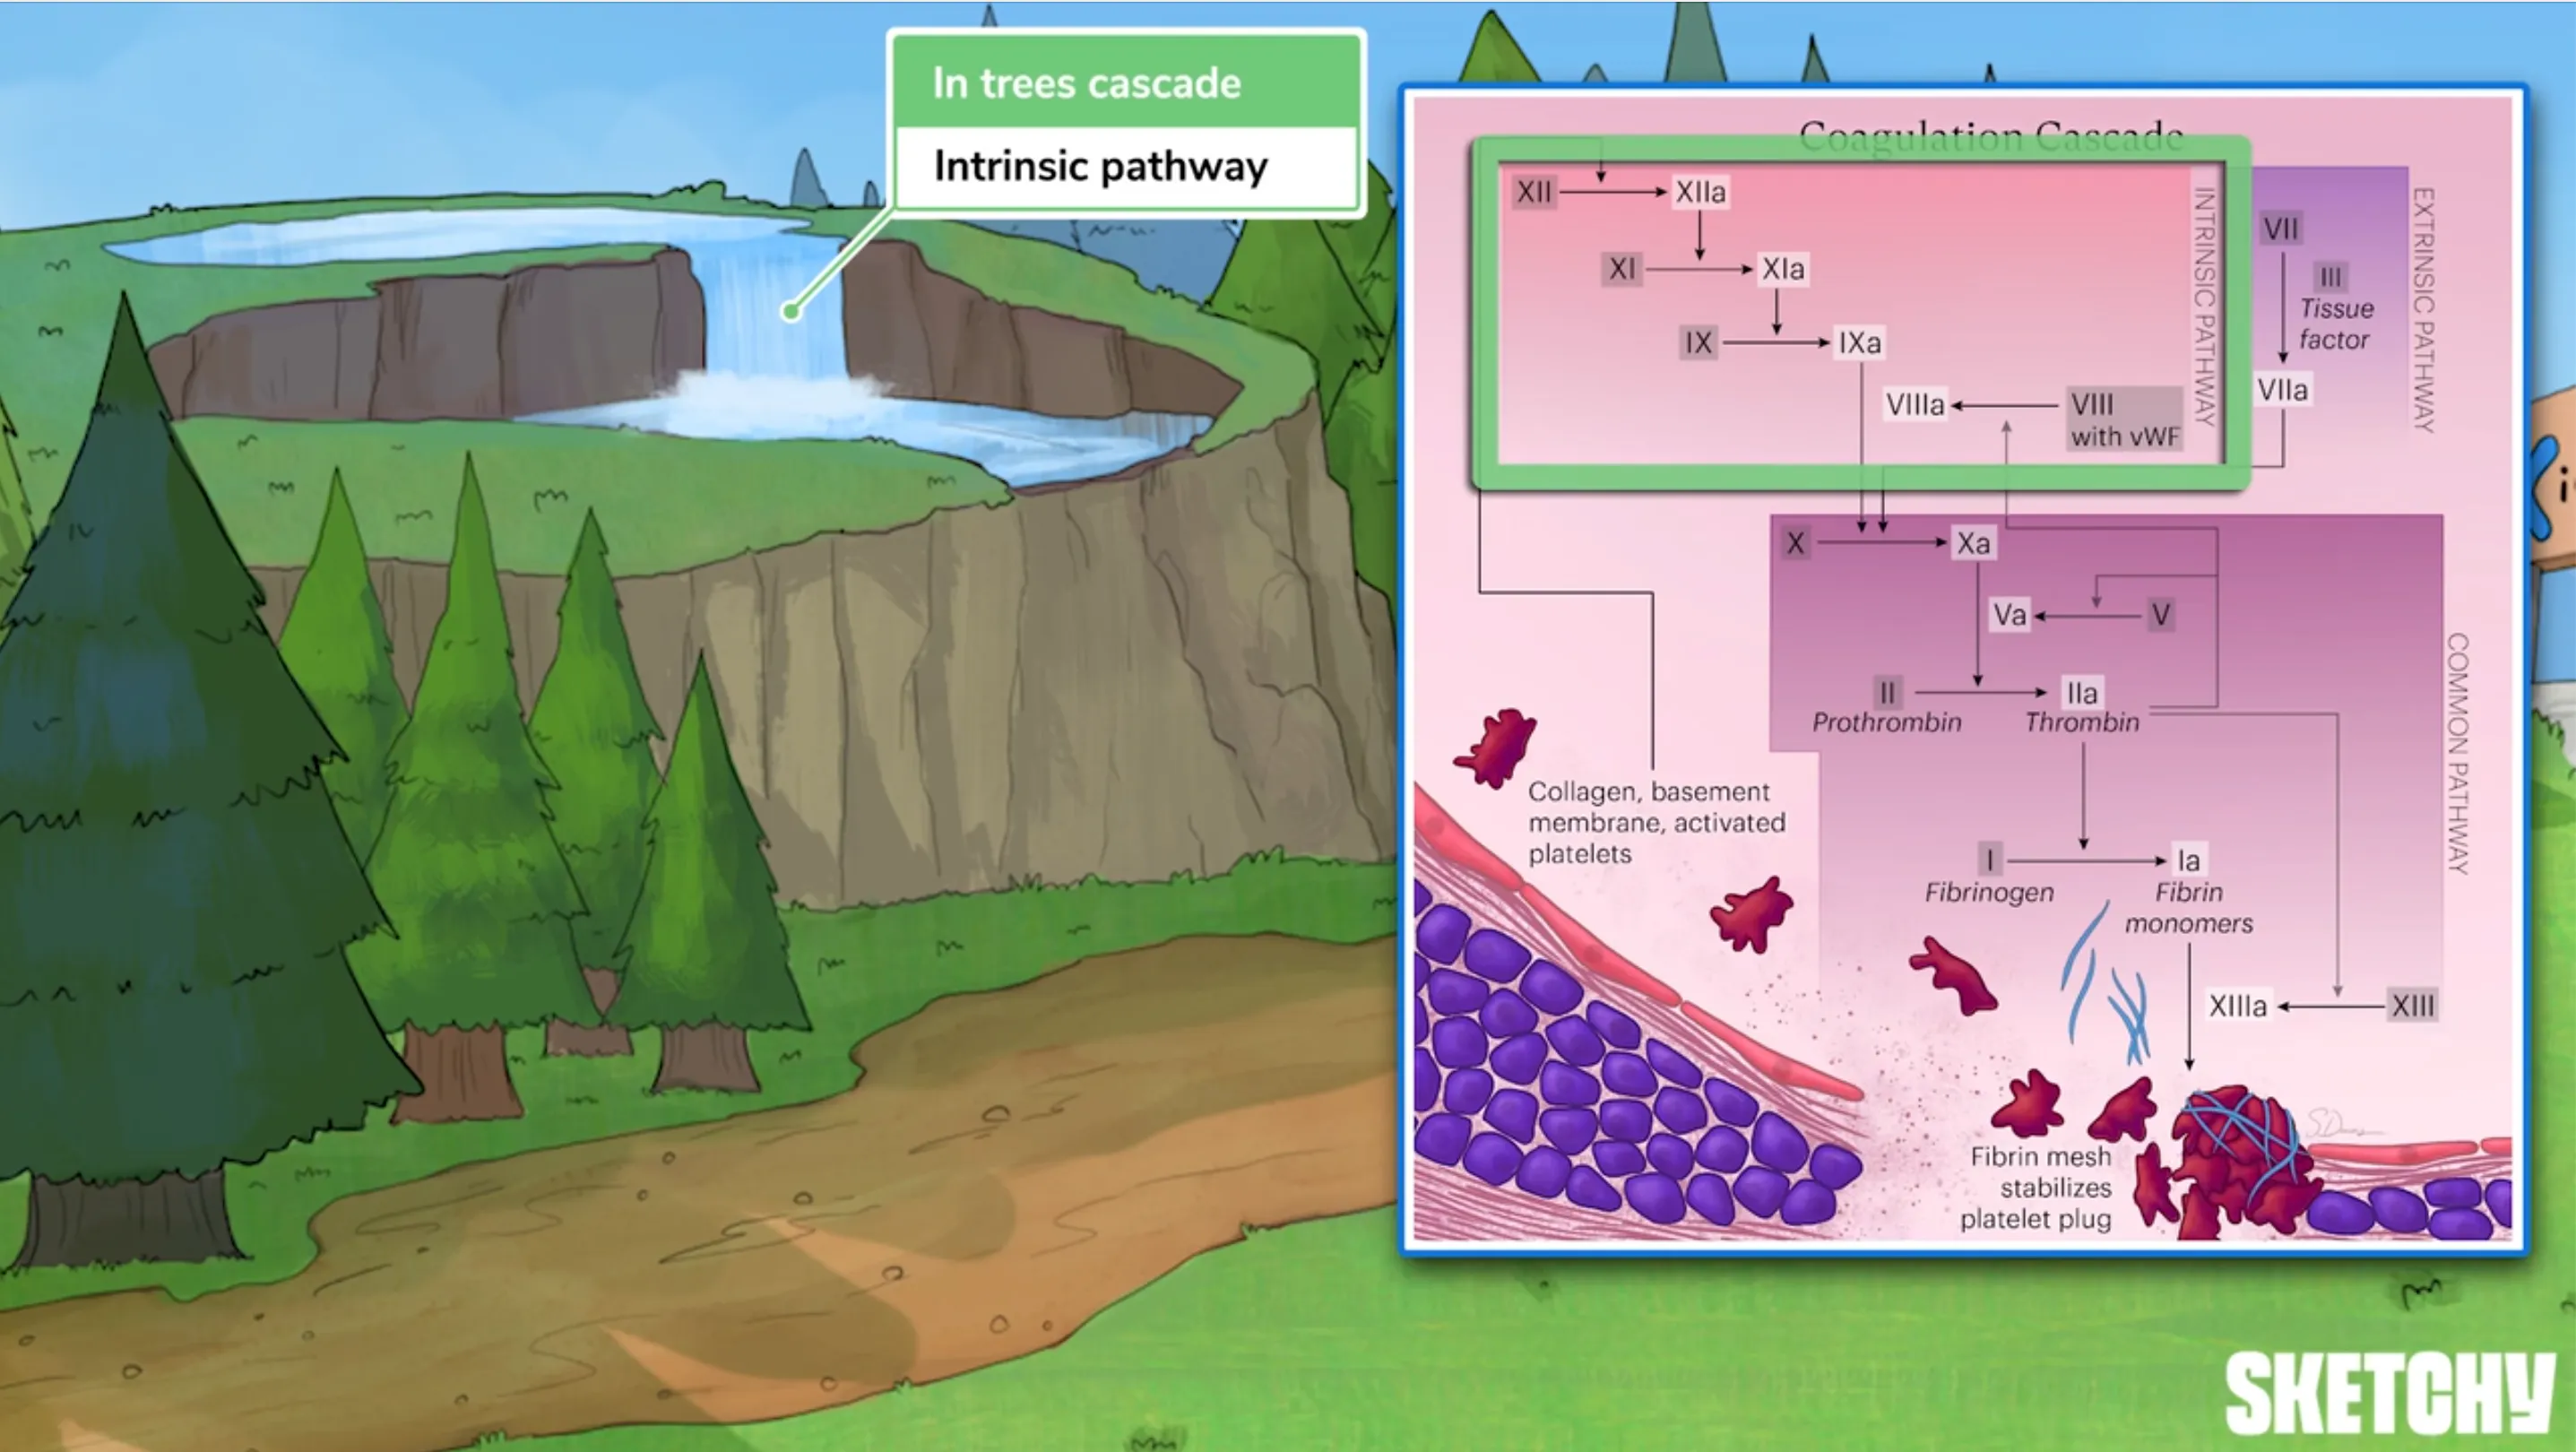 In trees cascade
Intrinsic pathway
Coagulation Cascade
XII
XIIa
XI
XIa
IX
IXa
VIIIa
VIII
with vWF
INTRINSIC PATHWAY
VII
III
Tissue
factor
VIIa
EXTRINSIC PATHWAY
X
Xa
Va
V
II
Prothrombin
IIa
Thrombin
I
Fibrinogen
Ia
Fibrin
monomers
XIIIa
XIII
COMMON PATHWAY
Collagen, basement
membrane, activated
platelets
Fibrin mesh
stabilizes
platelet plug
SKETCHY